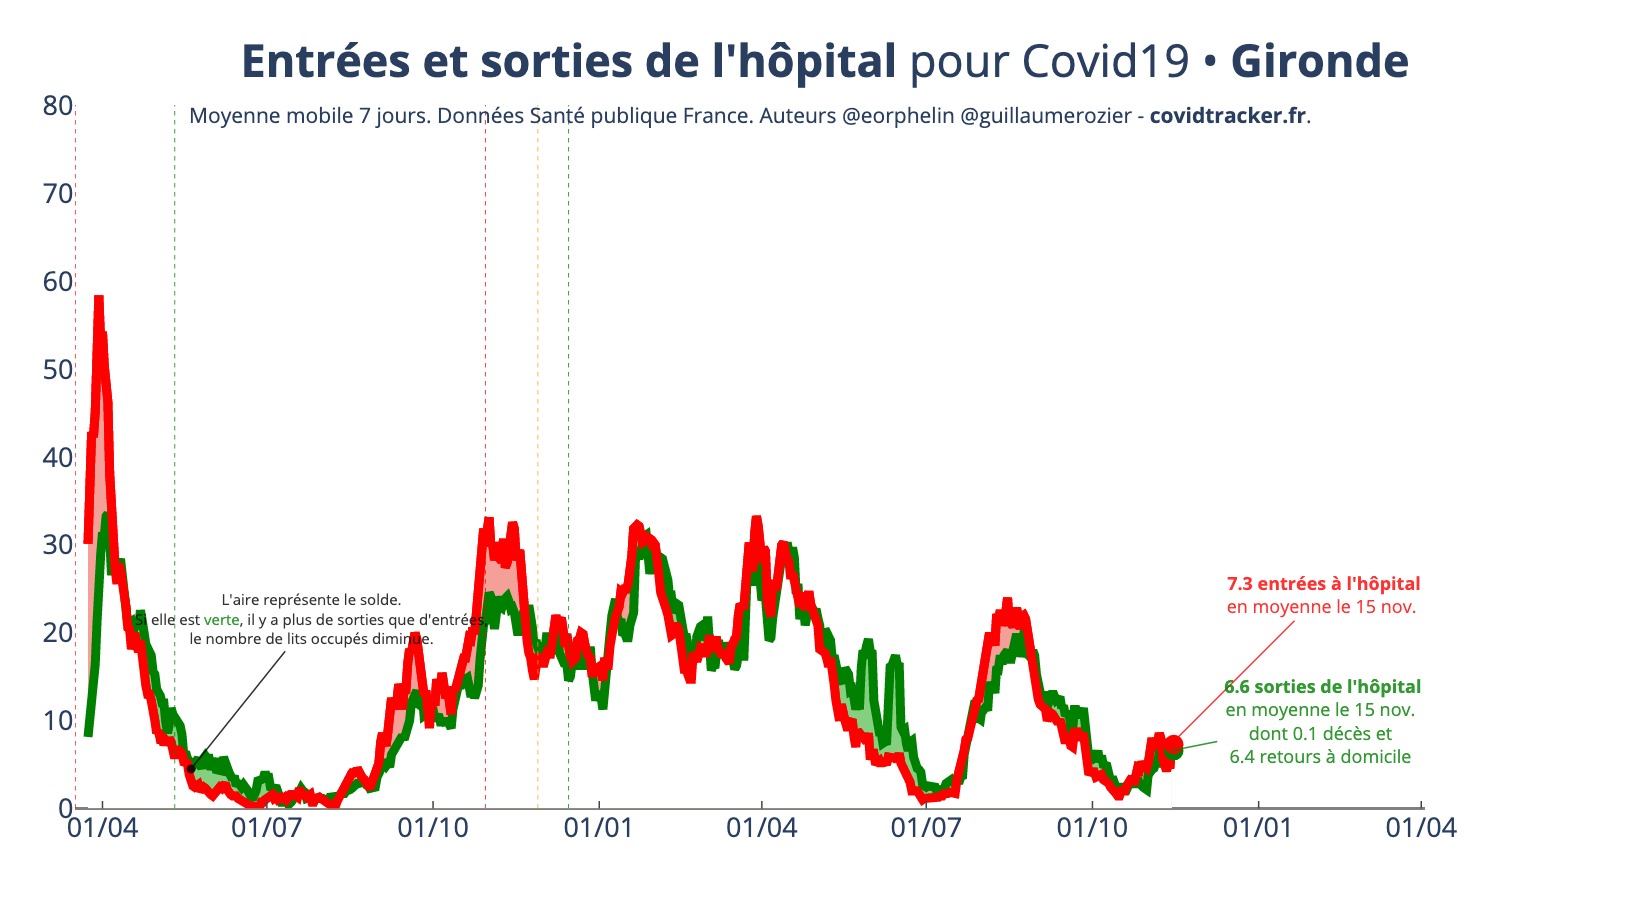 Entrées et sorties de l'hôpital pour Covid19 • Gironde
Moyenne mobile 7 jours. Données Santé publique France. Auteurs @eorphelin @guillaumerozier - covidtracker.fr.
80
70
60
50
40
30
20
10
0
L'aire représente le solde.
Si elle est verte, il y a plus de sorties que d'entrées,
le nombre de lits occupés diminue.
7.3 entrées à l'hôpital
en moyenne le 15 nov.
6.6 sorties de l'hôpital
en moyenne le 15 nov.
dont 0.1 décès et
6.4 retours à domicile
01/04 01/07 01/10 01/01 01/04 01/07 01/10 01/01 01/04